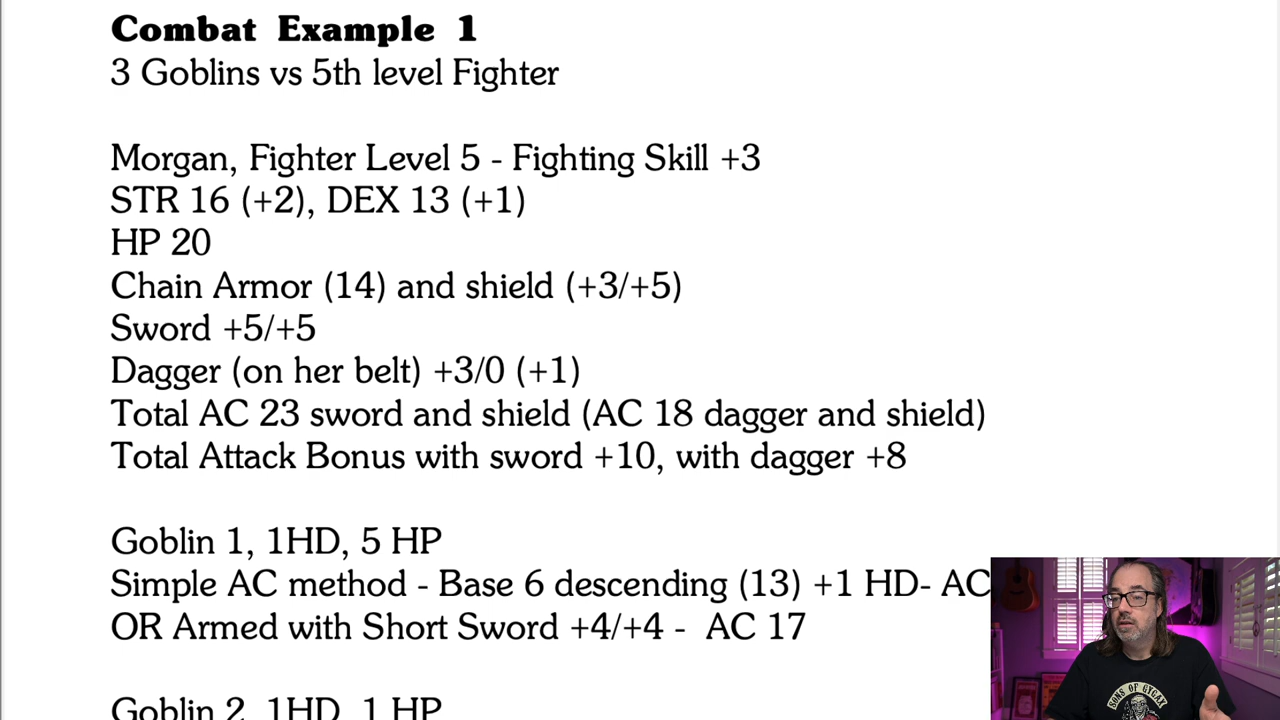 Combat Example 1
3 Goblins vs 5th level Fighter
Morgan, Fighter Level 5 - Fighting Skill +3
STR 16 (+2), DEX 13 (+1)
HP 20
Chain Armor (14) and shield (+3/+5)
Sword +5/+5
Dagger (on her belt) +3/0 (+1)
Total AC 23 sword and shield (AC 18 dagger and shield)
Total Attack Bonus with sword +10, with dagger +8
Goblin 1, 1HD, 5 HP
Simple AC method - Base 6 descending (13) +1 HD- AC
OR Armed with Short Sword +4/+4 - AC 17
Goblin 2, 1HD, 1 HP
SONS OF GYGAX